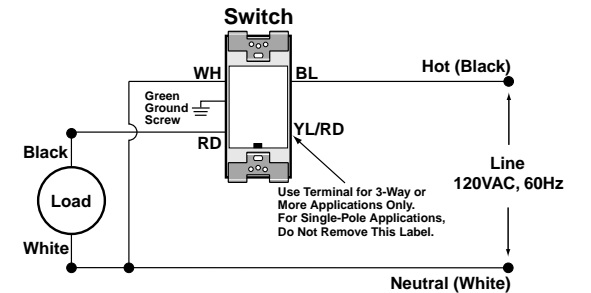 Switch
WH
BL
Hot (Black)
Green
Ground
Screw
RD
YL/RD
Black
Line
120VAC, 60Hz
Load
Use Terminal for 3-Way or
More Applications Only.
For Single-Pole Applications,
Do Not Remove This Label.
White
Neutral (White)